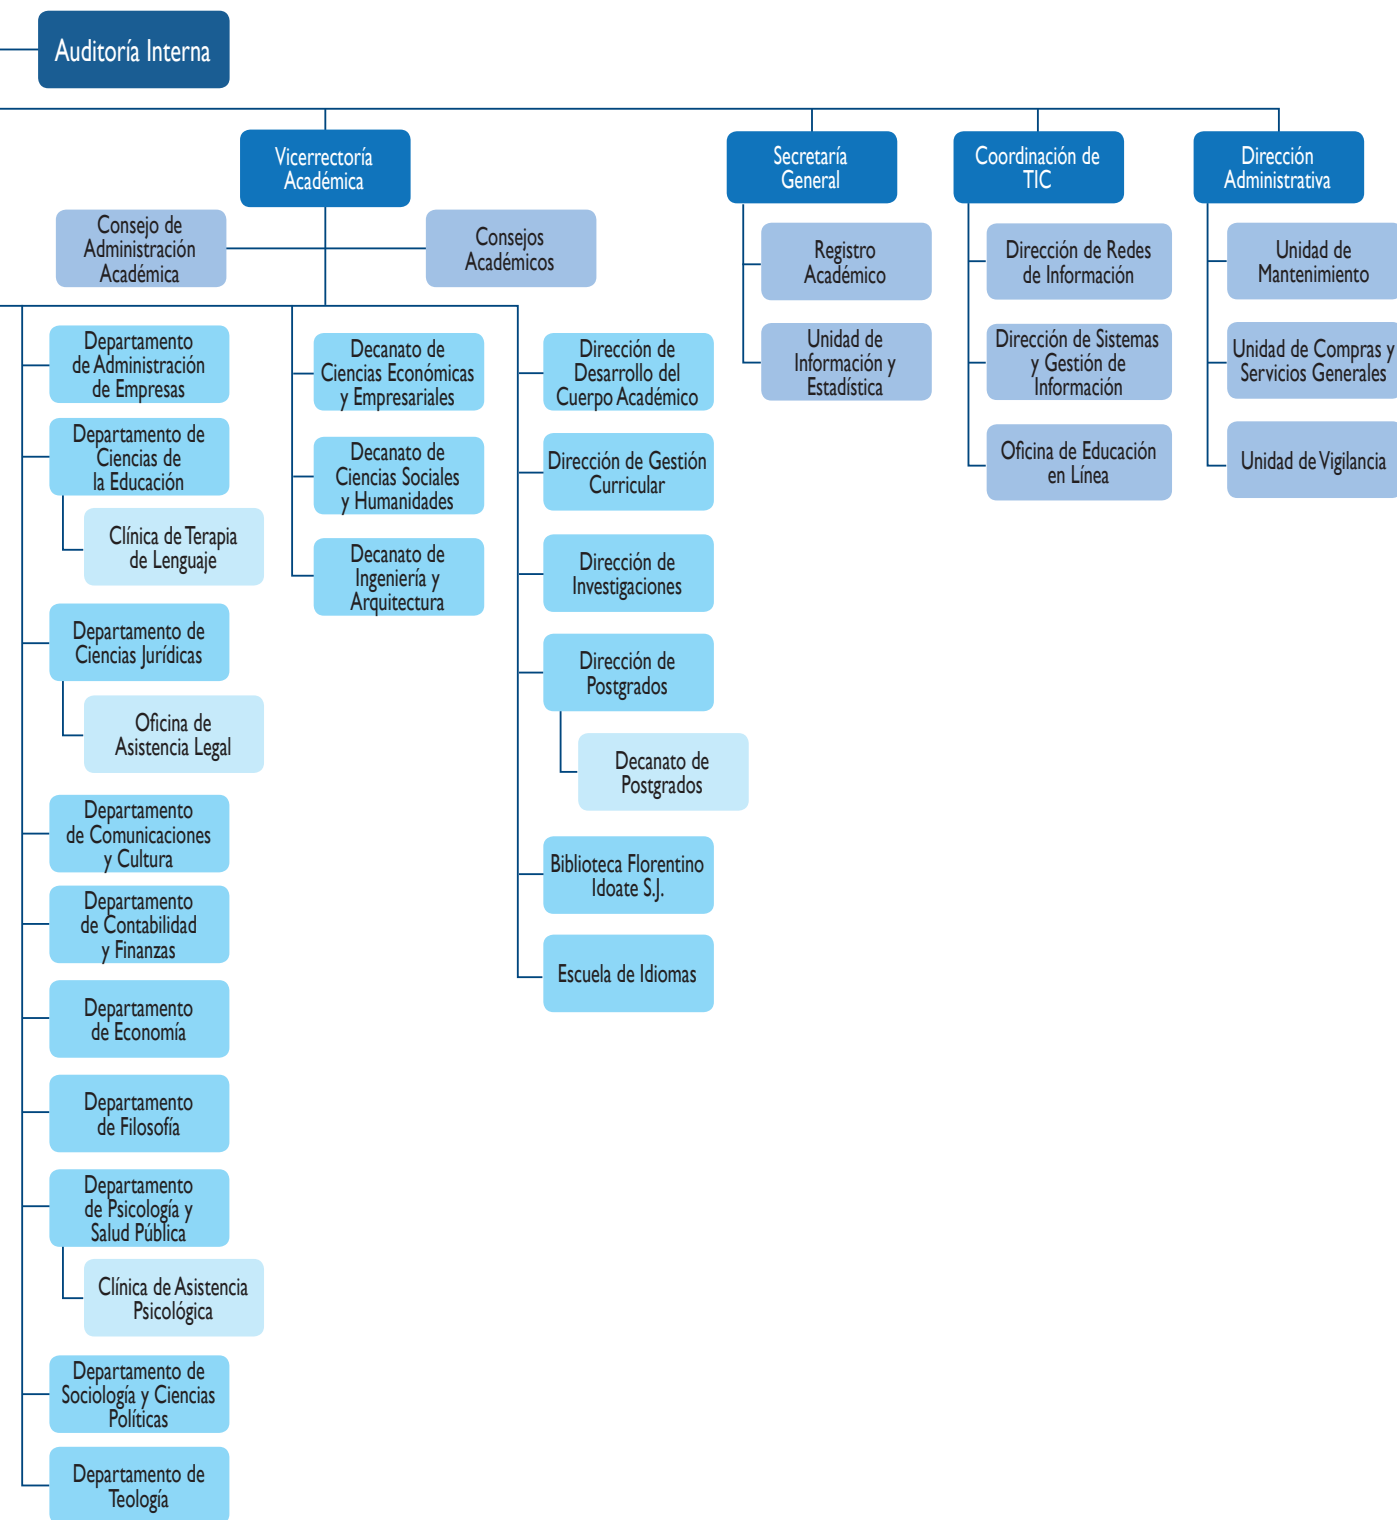 Auditoría Interna
Vicerrectoría
Académica
Secretaría
General
Coordinación de
TIC
Dirección
Administrativa
Consejo de
Administración
Académica
Consejos
Académicos
Registro
Académico
Unidad de
Información y
Estadística
Dirección de Redes
de Información
Dirección de Sistemas
y Gestión de
Información
Oficina de Educación
en Línea
Unidad de
Mantenimiento
Unidad de Compras y
Servicios Generales
Unidad de Vigilancia
Departamento
de Administración
de Empresas
Departamento de
Ciencias de
la Educación
Clínica de Terapia
de Lenguaje
Departamento de
Ciencias Jurídicas
Oficina de
Asistencia Legal
Departamento
de Comunicaciones
y Cultura
Departamento
de Contabilidad
y Finanzas
Departamento
de Economía
Departamento
de Filosofía
Departamento
de Psicología y
Salud Pública
Clínica de Asistencia
Psicológica
Departamento de
Sociología y Ciencias
Políticas
Departamento de
Teología
Decanato de
Ciencias Económicas
y Empresariales
Decanato de
Ciencias Sociales
y Humanidades
Decanato de
Ingeniería y
Arquitectura
Dirección de
Desarrollo del
Cuerpo Académico
Dirección de Gestión
Curricular
Dirección de
Investigaciones
Dirección de
Postgrados
Decanato de
Postgrados
Biblioteca Florentino
Idoate S.J.
Escuela de Idiomas